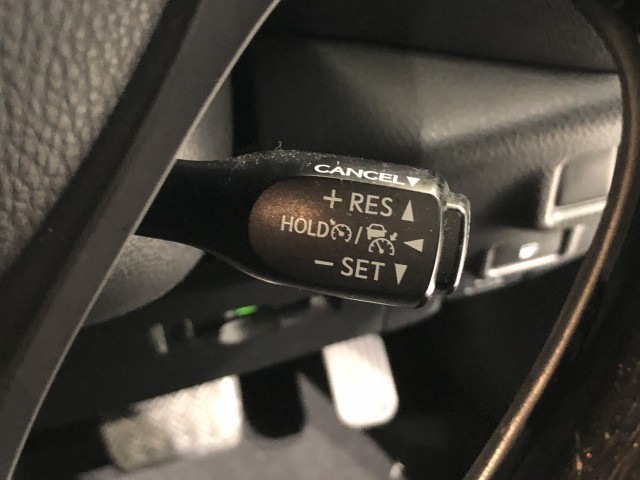 CANCEL▼
+ RES ▲
HOLD / ◀
− SET ▼